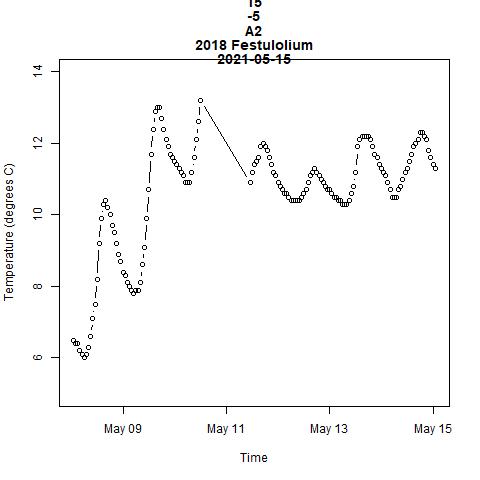 15
-5
A2
2018 Festulolium
2021-05-15
14
12
10
8
6
Temperature (degrees C)
May 09
May 11
May 13
May 15
Time